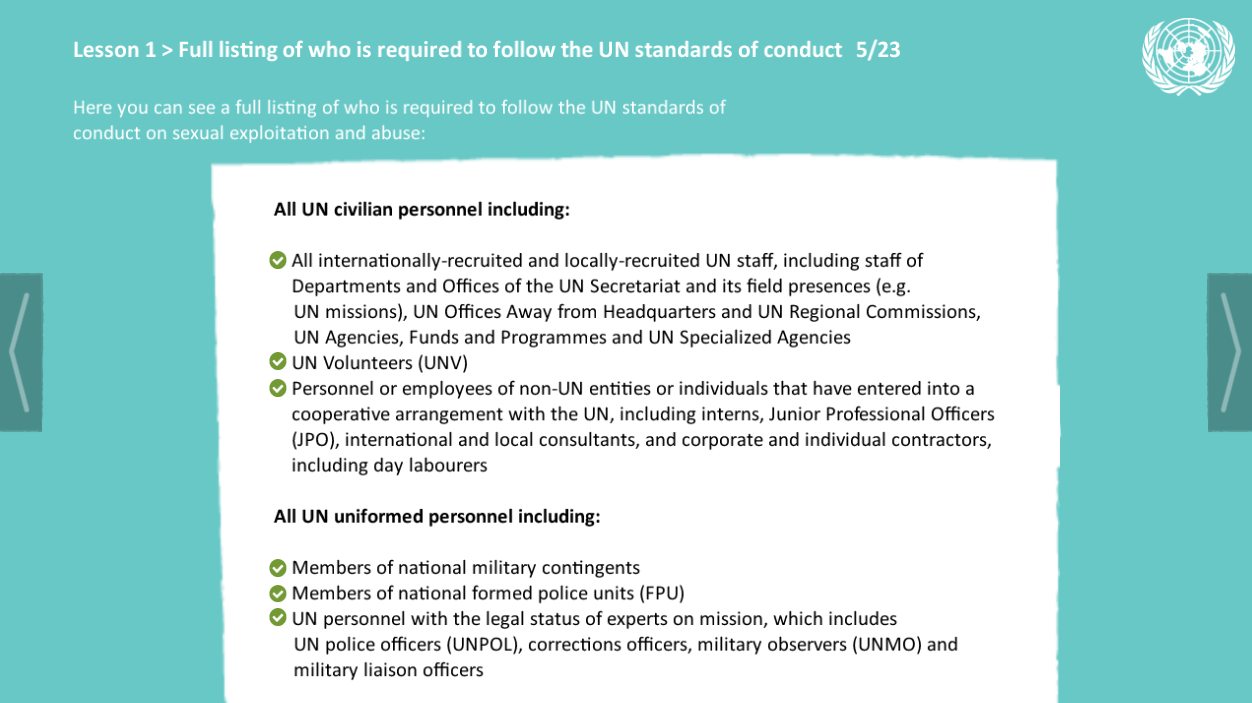 Lesson 1 > Full listing of who is required to follow the UN standards of conduct 5/23
Here you can see a full listing of who is required to follow the UN standards of
conduct on sexual exploitation and abuse:
All UN civilian personnel including:
All internationally-recruited and locally-recruited UN staff, including staff of
Departments and Offices of the UN Secretariat and its field presences (e.g.
UN missions), UN Offices Away from Headquarters and UN Regional Commissions,
UN Agencies, Funds and Programmes and UN Specialized Agencies
UN Volunteers (UNV)
Personnel or employees of non-UN entities or individuals that have entered into a
cooperative arrangement with the UN, including interns, Junior Professional Officers
(JPO), international and local consultants, and corporate and individual contractors,
including day labourers
All UN uniformed personnel including:
Members of national military contingents
Members of national formed police units (FPU)
UN personnel with the legal status of experts on mission, which includes
UN police officers (UNPOL), corrections officers, military observers (UNMO) and
military liaison officers